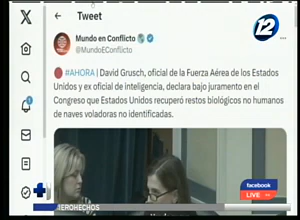 Tweet
12
Mundo en Conflicto
@MundoEConflicto
#AHORA | David Grusch, oficial de la Fuerza Aérea de los Estados
Unidos y ex oficial de inteligencia, declara bajo juramento en el
Congreso que Estados Unidos recuperó restos biológicos no humanos
de naves voladoras no identificadas.
facebook
LIVE
TEROHECHOS